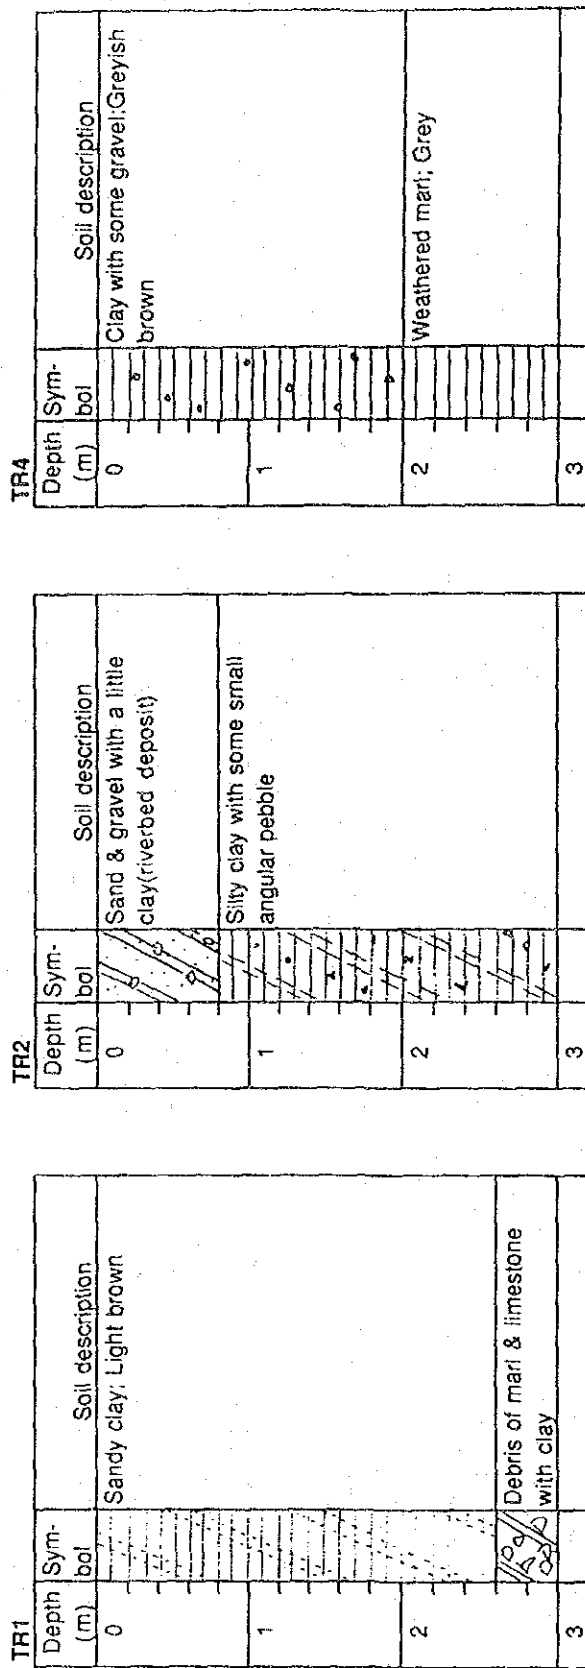 TR1
Depth (m) Sym-bol Soil description
0 Sandy clay; Light brown
1
2
Debris of marl & limestone
with clay
3
TR2
Depth (m) Sym-bol Soil description
0 Sand & gravel with a little
clay(riverbed deposit)
Silty clay with some small
angular pebble
1
2
3
TR4
Depth (m) Sym-bol Soil description
0 Clay with some gravel;Greyish
brown
1
2 Weathered marl; Grey
3